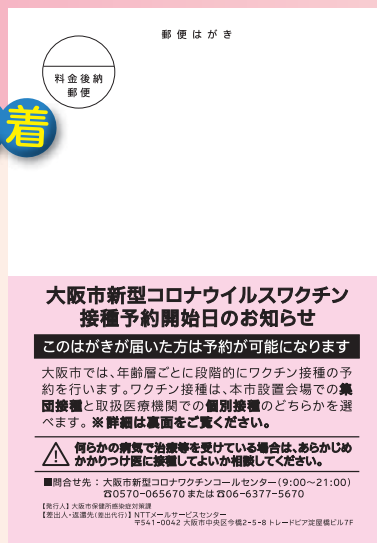 郵便はがき
料金後納
郵便
着
大阪市新型コロナウイルスワクチン
接種予約開始日のお知らせ
このはがきが届いた方は予約が可能になります
大阪市では、年齢層ごとに段階的にワクチン接種の予
約を行います。ワクチン接種は、本市設置会場での集
団接種と取扱医療機関での個別接種のどちらかを選
べます。※詳細は裏面をご覧ください。
何らかの病気で治療等を受けている場合は、あらかじめ
かかりつけ医に接種してよいか相談してください。
■問合せ先：大阪市新型コロナワクチンコールセンター(9:00～21:00)
☎0570-065670 または ☎06-6377-5670
【発行人】大阪市保健所感染症対策課
【差出人・返還先(差出代行)】NTTメールサービスセンター
〒541-0042 大阪市中央区今橋2-5-8 トレードピア淀屋橋ビル7F